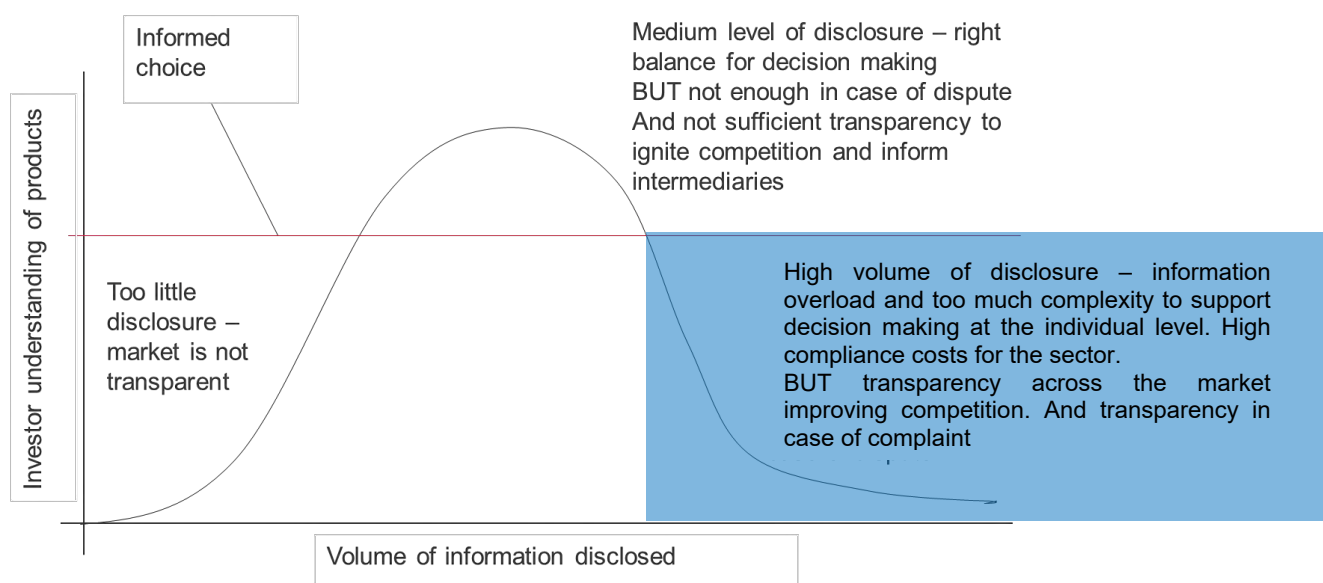 Informed
choice
Medium level of disclosure – right
balance for decision making
BUT not enough in case of dispute
And not sufficient transparency to
ignite competition and inform
intermediaries
Investor understanding of products
Too little
disclosure –
market is not
transparent
High volume of disclosure – information
overload and too much complexity to support
decision making at the individual level. High
compliance costs for the sector.
BUT transparency across the market
improving competition. And transparency in
case of complaint
Volume of information disclosed